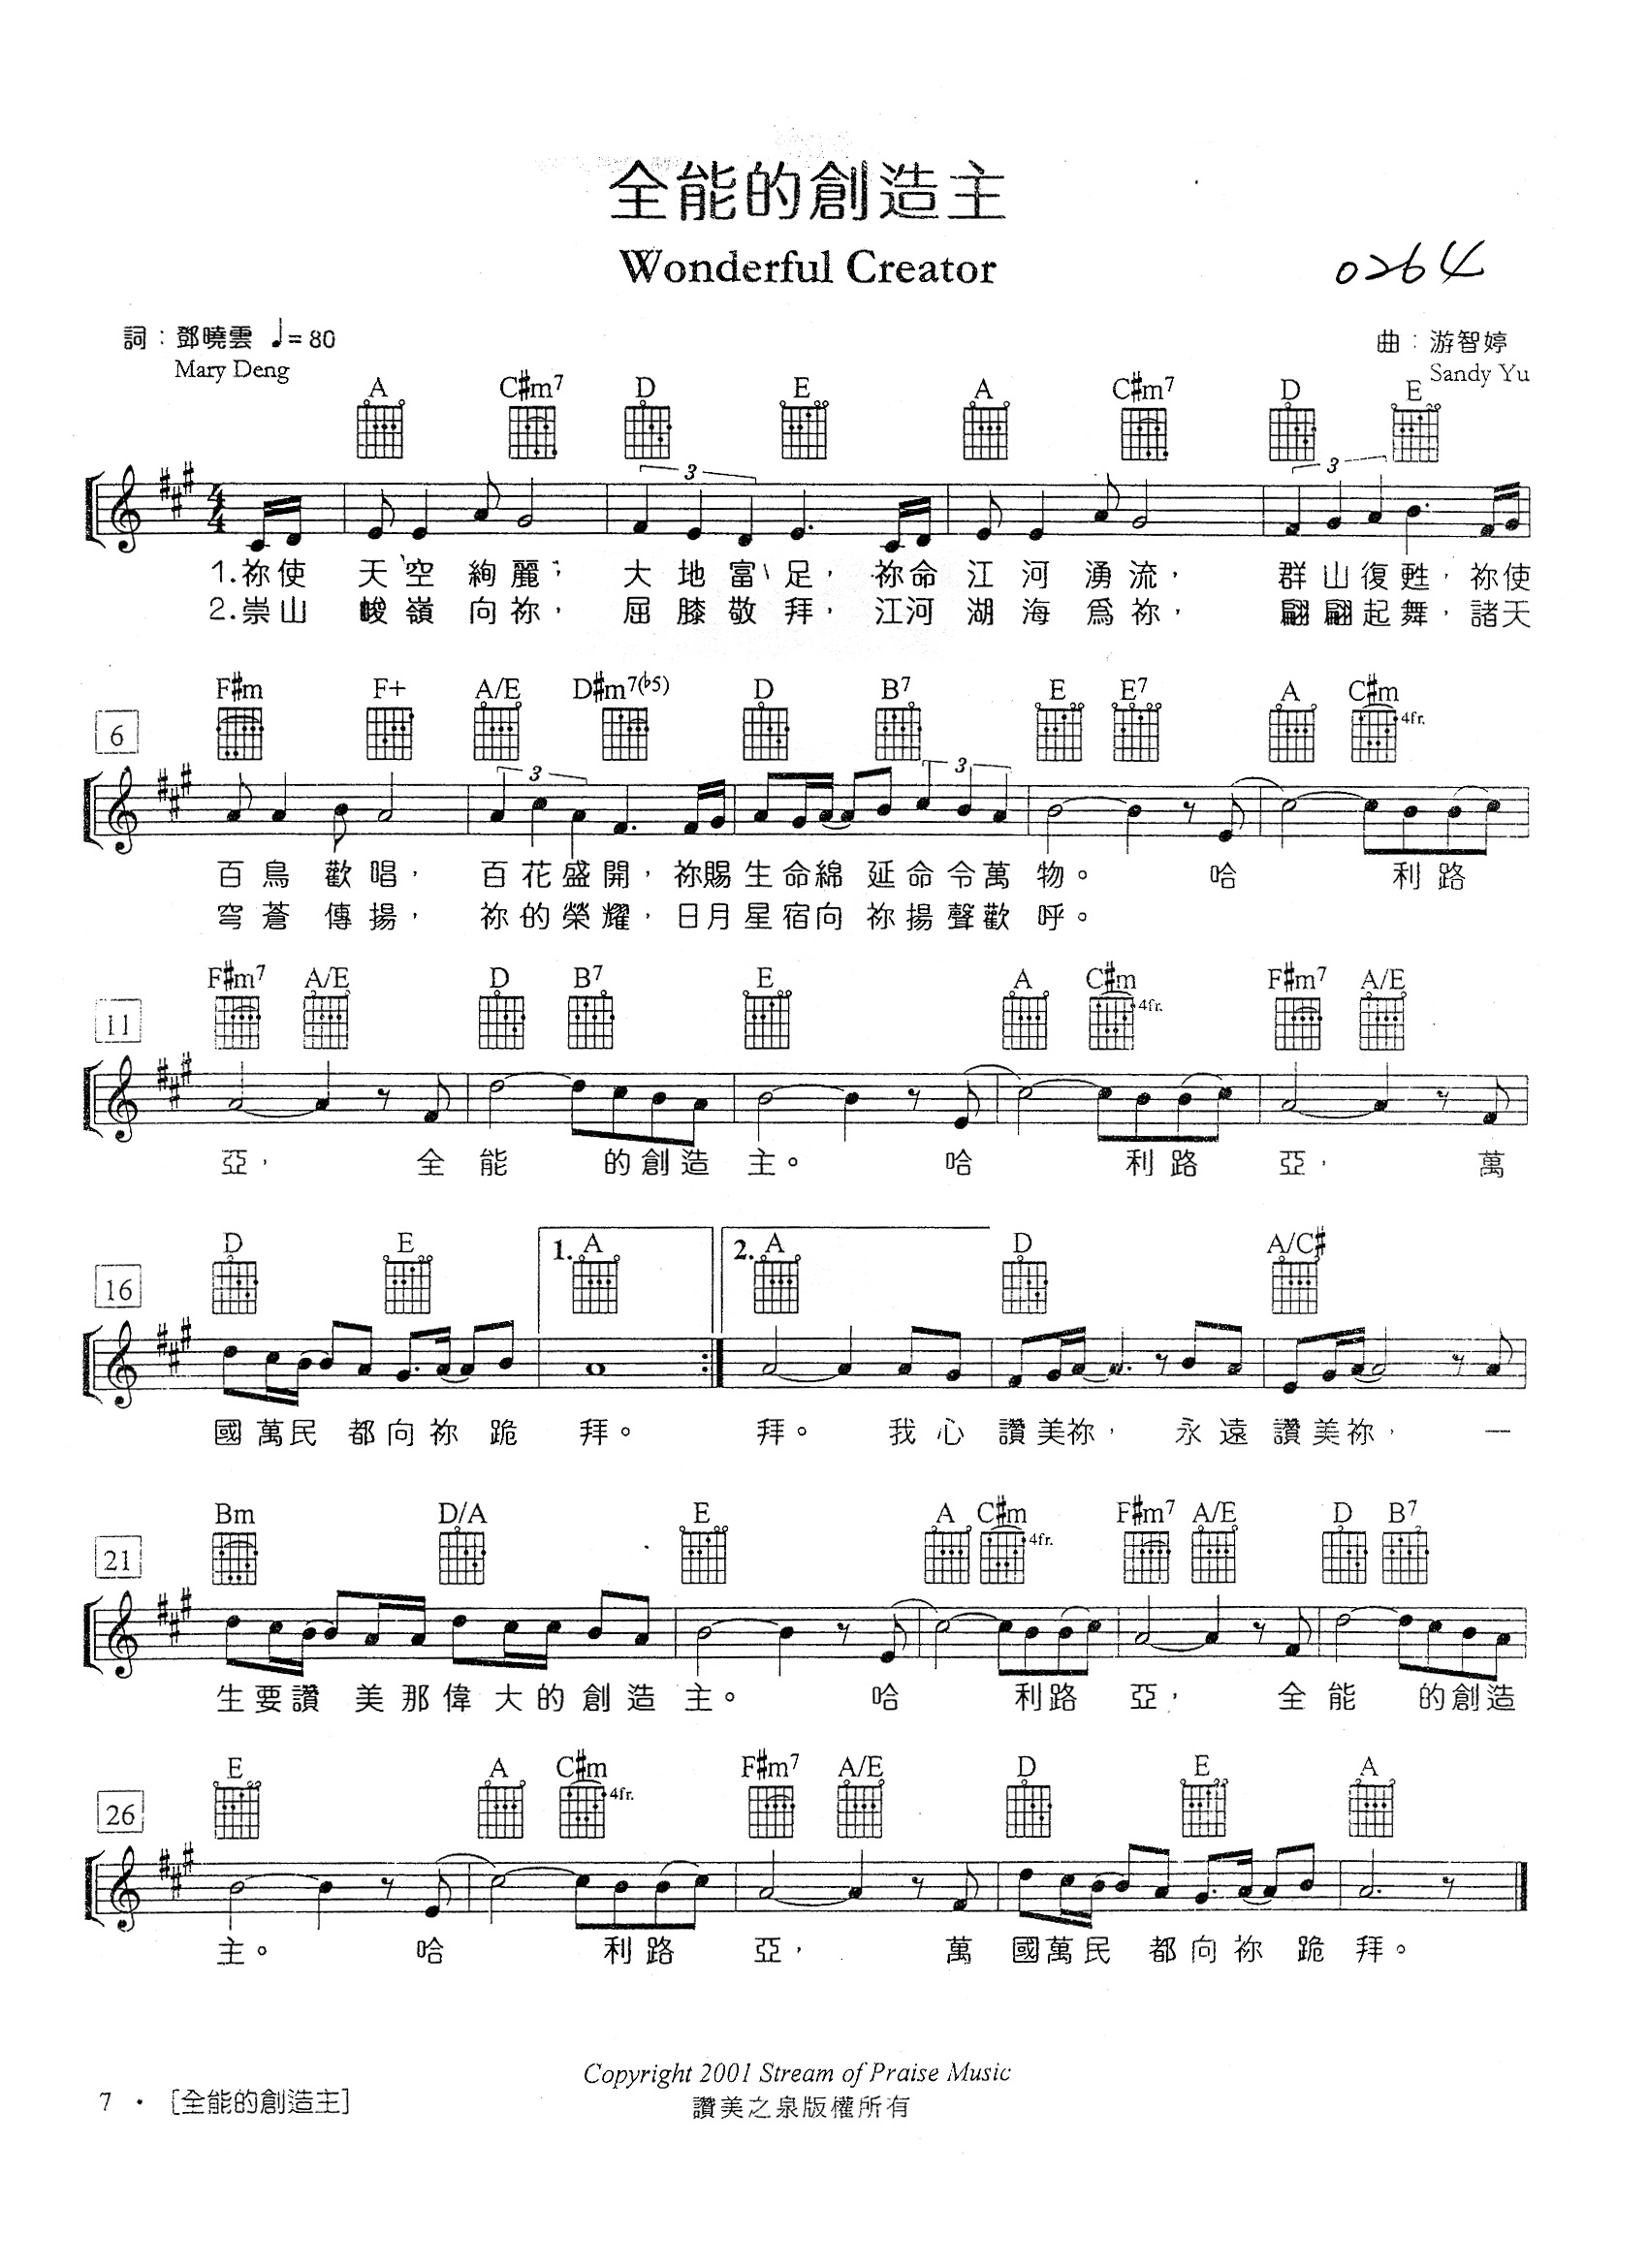 全能的創造主
Wonderful Creator
0264
詞：鄧曉雲 ♩= 80
Mary Deng
曲：游智婷
Sandy Yu
A C#m7 D E A C#m7 D E
3 3
4/4
1.祢使 天空絢麗， 大地富足， 祢命江河湧流， 群山復甦，祢使
2.崇山 峻嶺向祢， 屈膝敬拜， 江河湖海爲祢， 翩翩起舞，諸天
F#m F+ A/E D#m7(b5) D B7 E E7 A C#m
4fr.
6
3 3
百鳥歡唱， 百花盛開，祢賜生命綿延命令萬物。 哈 利路
穹蒼傳揚， 祢的榮耀，日月星宿向祢揚聲歡呼。
F#m7 A/E D B7 E A C#m F#m7 A/E
4fr.
11
亞， 全能 的創造主。 哈 利路亞， 萬
D E 1. A 2. A D A/C#
16
國萬民都向祢跪拜。 拜。 我心讚美祢， 永遠讚美祢， 一
Bm D/A E A C#m F#m7 A/E D B7
4fr.
21
生要讚美那偉大的創造主。 哈 利路亞， 全能 的創造
E A C#m F#m7 A/E D E A
4fr.
26
主。 哈 利路亞， 萬國萬民都向祢跪拜。
Copyright 2001 Stream of Praise Music
讚美之泉版權所有
7 · [全能的創造主]